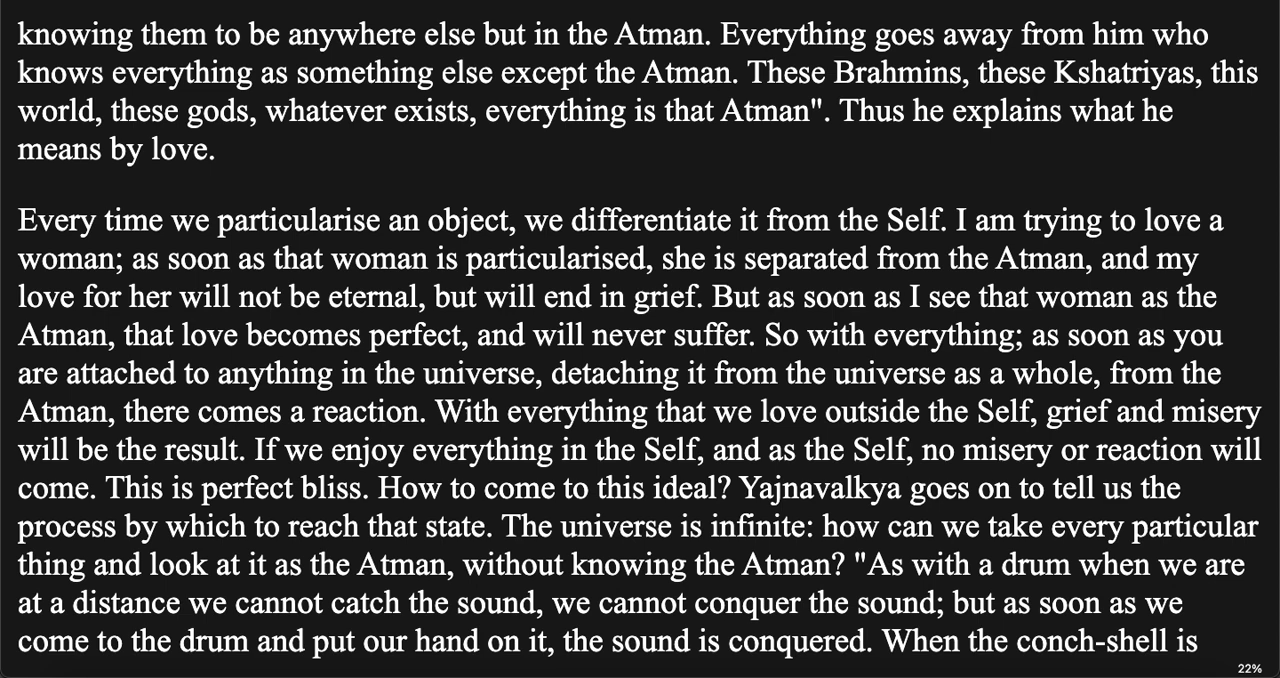 knowing them to be anywhere else but in the Atman. Everything goes away from him who
knows everything as something else except the Atman. These Brahmins, these Kshatriyas, this
world, these gods, whatever exists, everything is that Atman". Thus he explains what he
means by love.
Every time we particularise an object, we differentiate it from the Self. I am trying to love a
woman; as soon as that woman is particularised, she is separated from the Atman, and my
love for her will not be eternal, but will end in grief. But as soon as I see that woman as the
Atman, that love becomes perfect, and will never suffer. So with everything; as soon as you
are attached to anything in the universe, detaching it from the universe as a whole, from the
Atman, there comes a reaction. With everything that we love outside the Self, grief and misery
will be the result. If we enjoy everything in the Self, and as the Self, no misery or reaction will
come. This is perfect bliss. How to come to this ideal? Yajnavalkya goes on to tell us the
process by which to reach that state. The universe is infinite: how can we take every particular
thing and look at it as the Atman, without knowing the Atman? "As with a drum when we are
at a distance we cannot catch the sound, we cannot conquer the sound; but as soon as we
come to the drum and put our hand on it, the sound is conquered. When the conch-shell is
22%